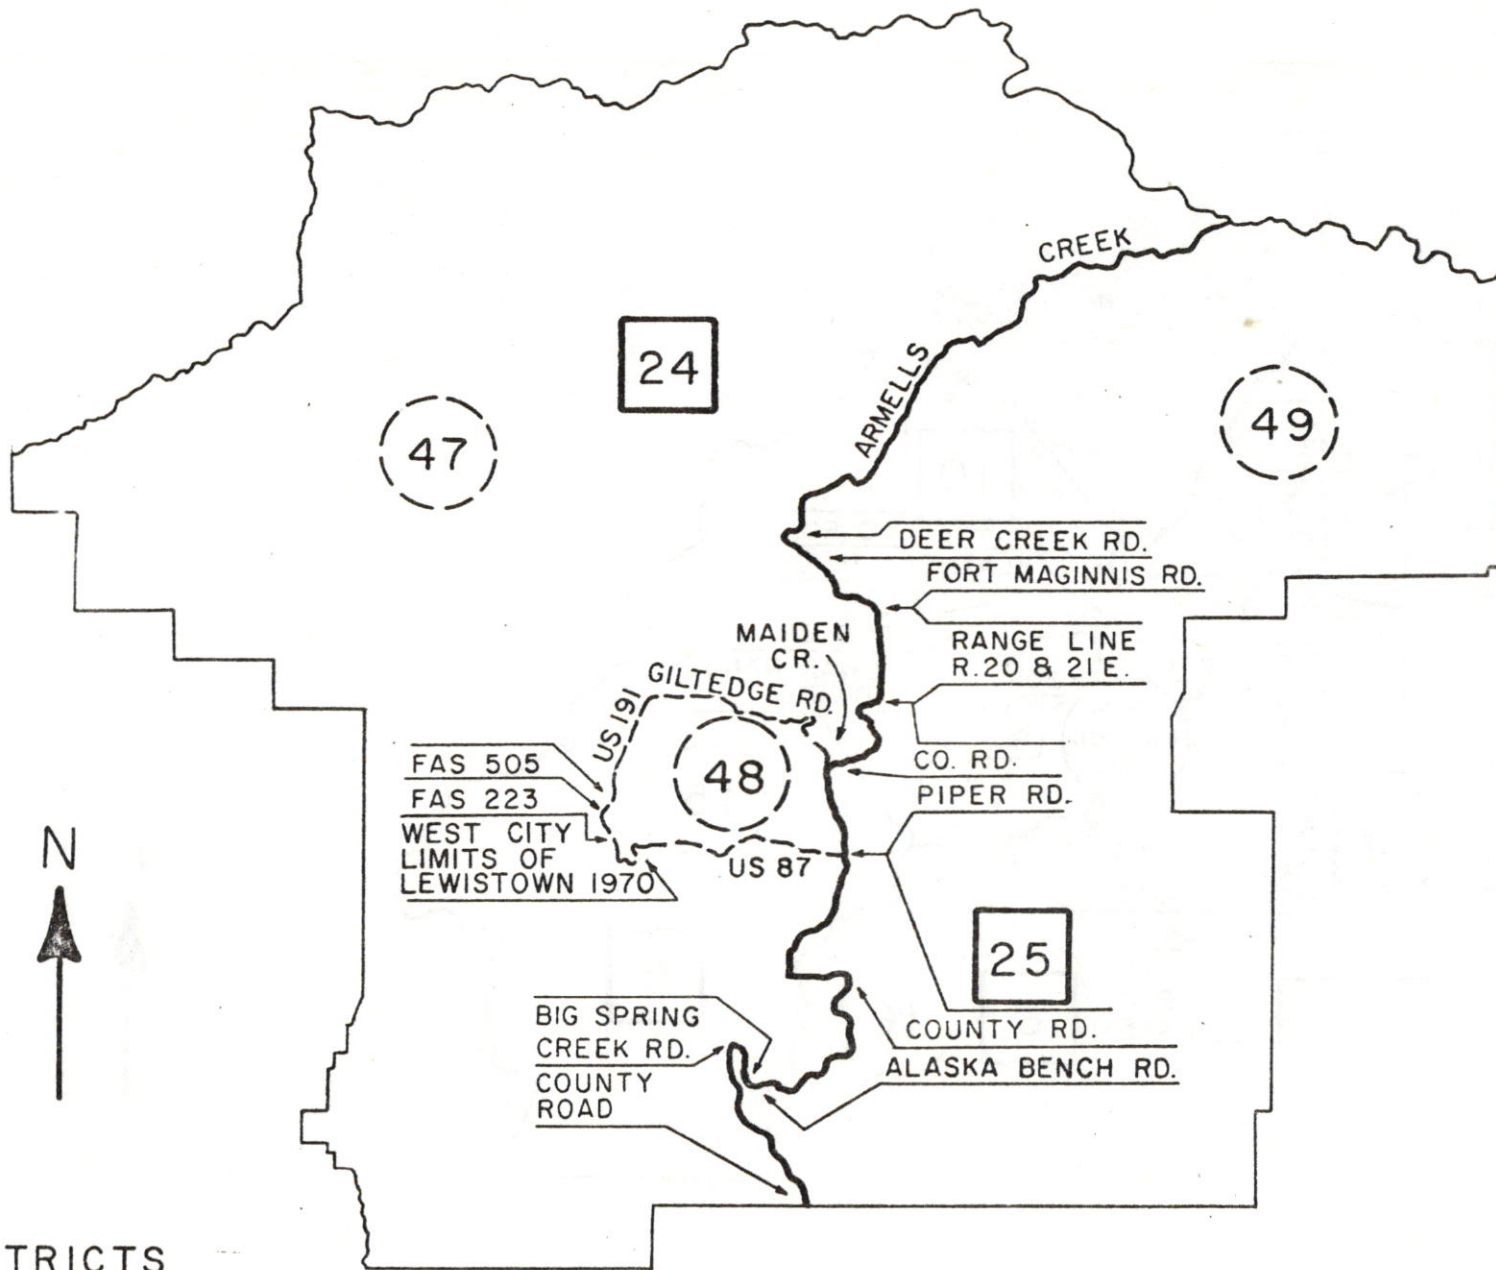 CREEK
ARMELLS
24
47
49
DEER CREEK RD.
FORT MAGINNIS RD.
MAIDEN
CR.
RANGE LINE
R.20 & 21 E.
GILTEDGE RD.
US 191
FAS 505
FAS 223
WEST CITY
LIMITS OF
LEWISTOWN 1970
48
US 87
CO. RD.
PIPER RD.
N
25
BIG SPRING
CREEK RD.
COUNTY
ROAD
COUNTY RD.
ALASKA BENCH RD.
TRICTS